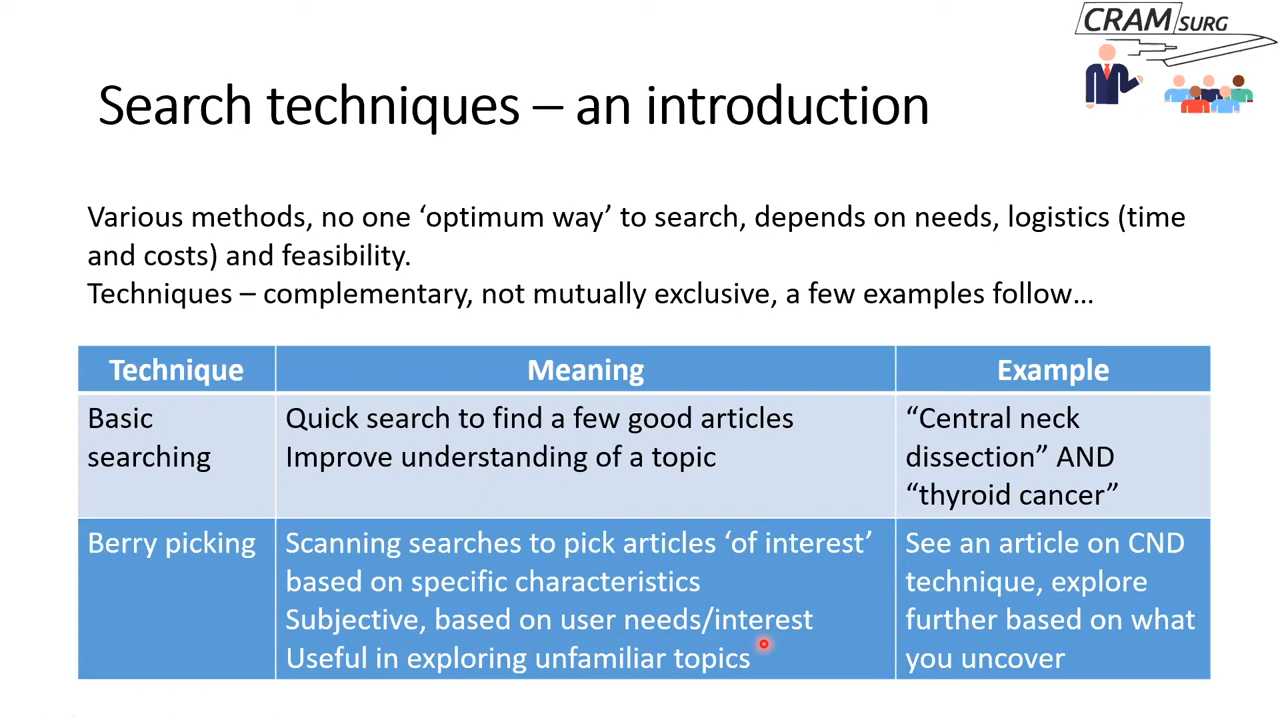 CRAM SURG
Search techniques – an introduction
Various methods, no one ‘optimum way’ to search, depends on needs, logistics (time
and costs) and feasibility.
Techniques – complementary, not mutually exclusive, a few examples follow…
Technique
Meaning
Example
Basic
searching
Quick search to find a few good articles
Improve understanding of a topic
“Central neck
dissection” AND
“thyroid cancer”
Berry picking
Scanning searches to pick articles ‘of interest’
based on specific characteristics
Subjective, based on user needs/interest
Useful in exploring unfamiliar topics
See an article on CND
technique, explore
further based on what
you uncover